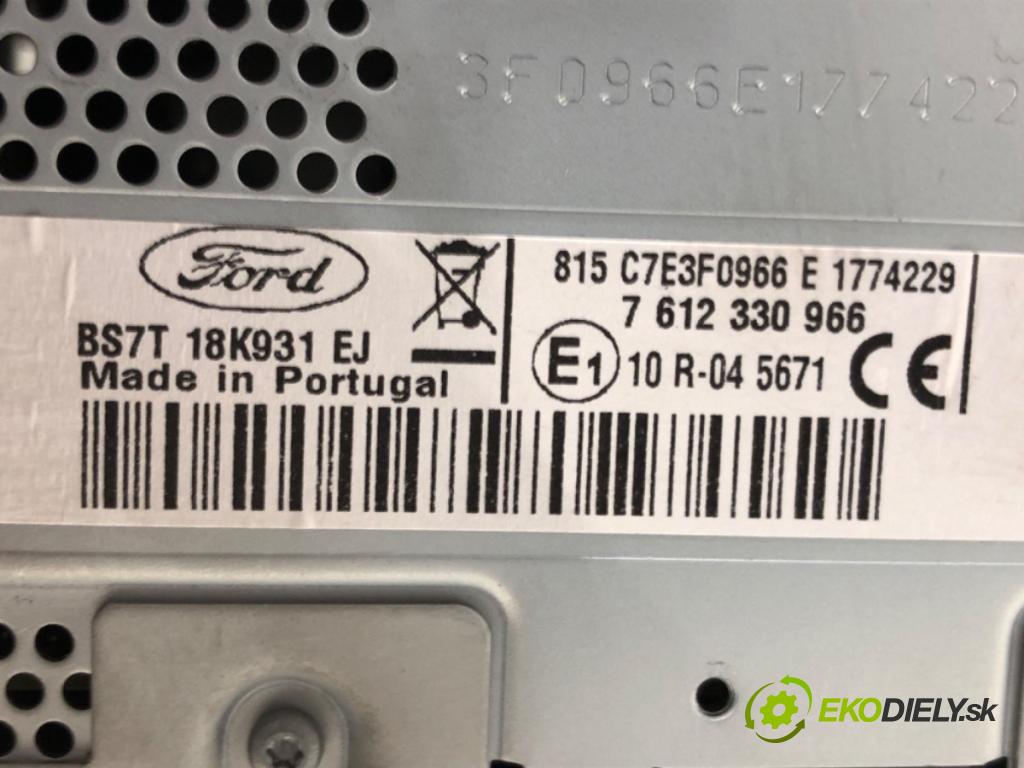 3F0966E177422
Ford
BS7T 18K931 EJ
Made in Portugal
815 C7E3F0966 E 1774229
7 612 330 966
E1 10 R-04 5671 CE
EKODIELY.sk